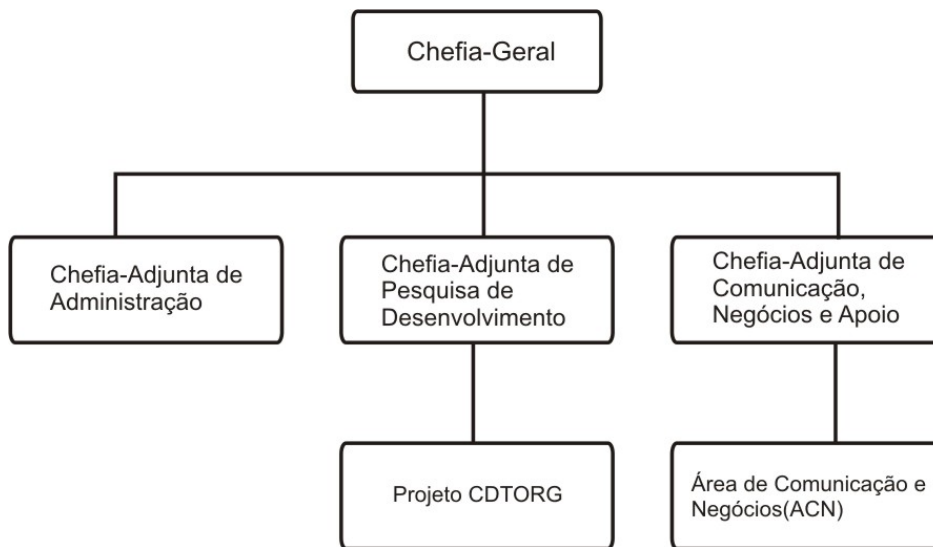 Chefia-Geral
Chefia-Adjunta de
Administração
Chefia-Adjunta de
Pesquisa de
Desenvolvimento
Chefia-Adjunta de
Comunicação,
Negócios e Apoio
Projeto CDTORG
Área de Comunicação e
Negócios(ACN)